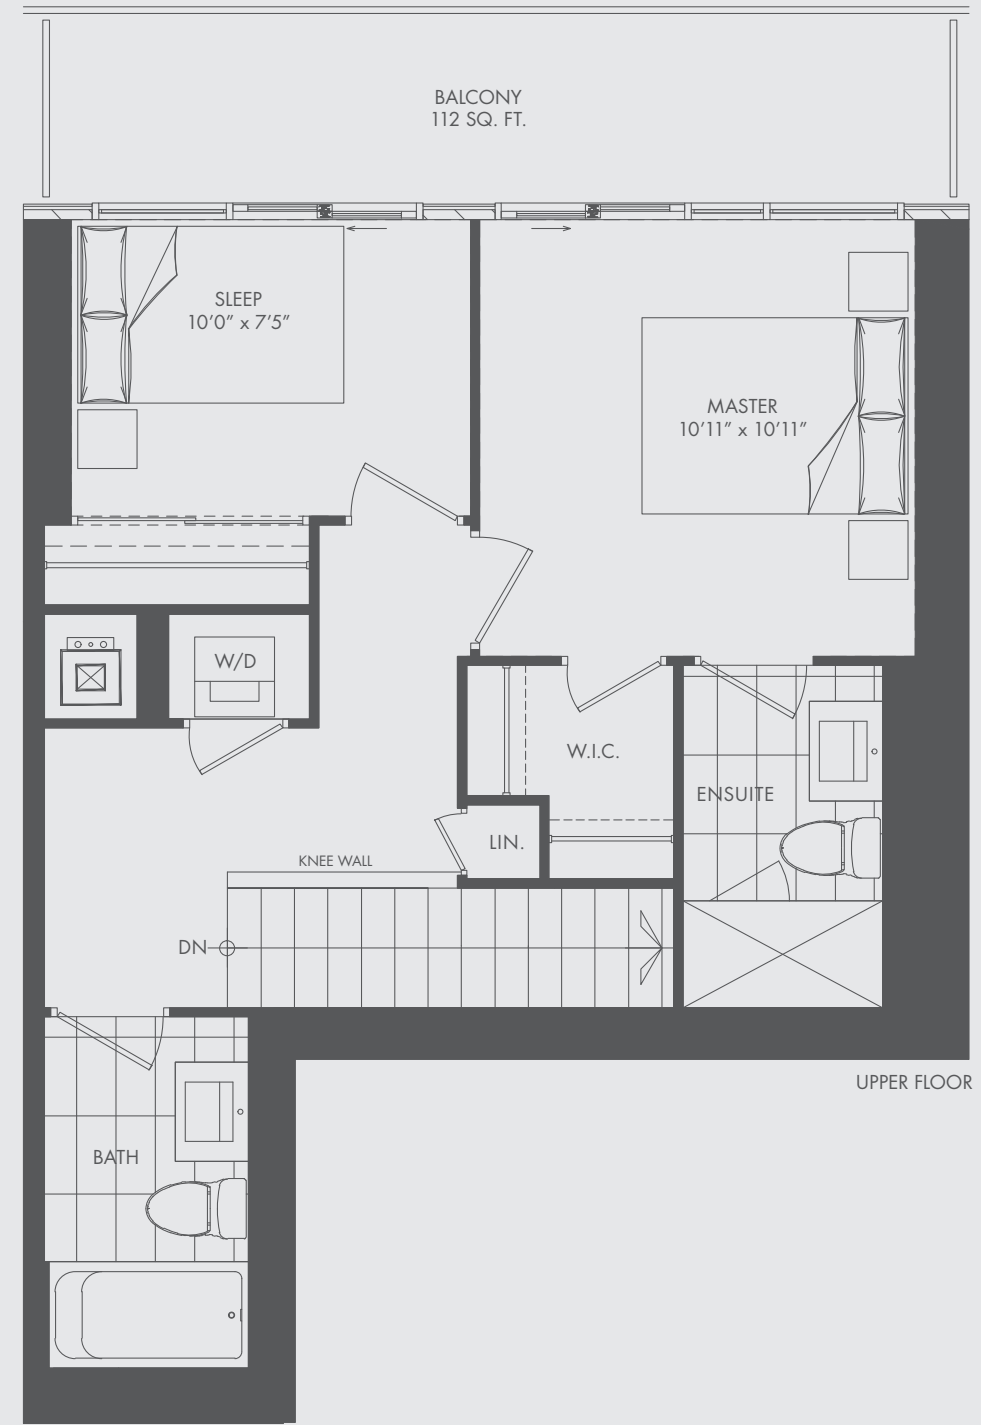 BALCONY
112 SQ. FT.
SLEEP
10’0” x 7’5”
MASTER
10’11” x 10’11”
W/D
W.I.C.
ENSUITE
LIN.
KNEE WALL
DN
UPPER FLOOR
BATH